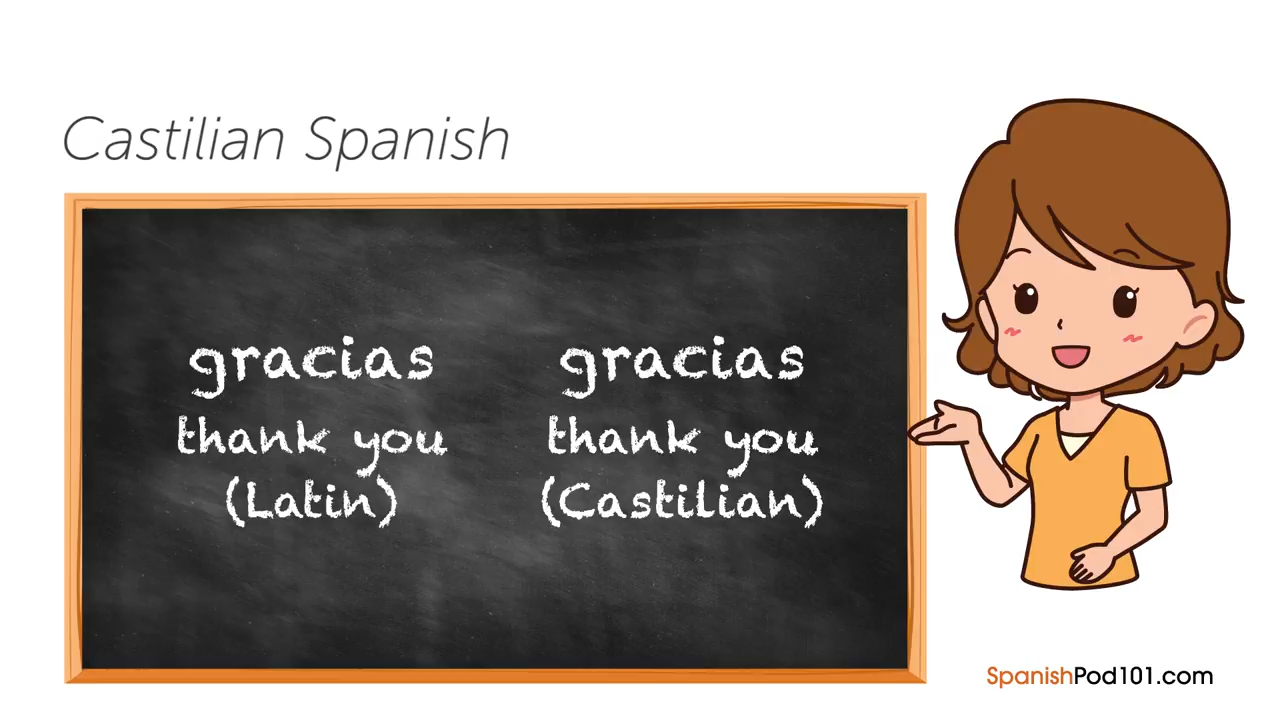 Castilian Spanish
gracias
thank you
(Latin)
gracias
thank you
(Castilian)
SpanishPod101.com